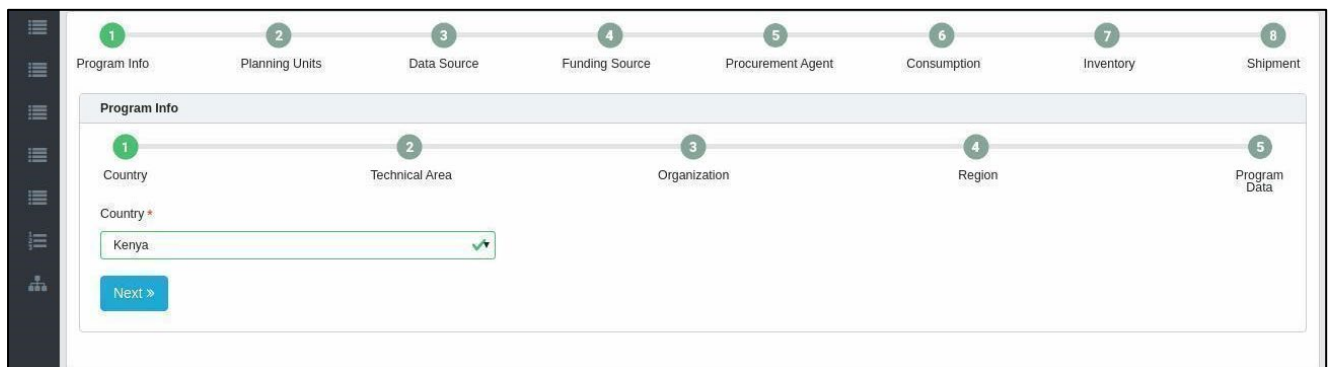 1 2 3 4 5 6 7 8
Program Info Planning Units Data Source Funding Source Procurement Agent Consumption Inventory Shipment
Program Info
1 2 3 4 5
Country Technical Area Organization Region Program
Data
Country *
Kenya
Next »